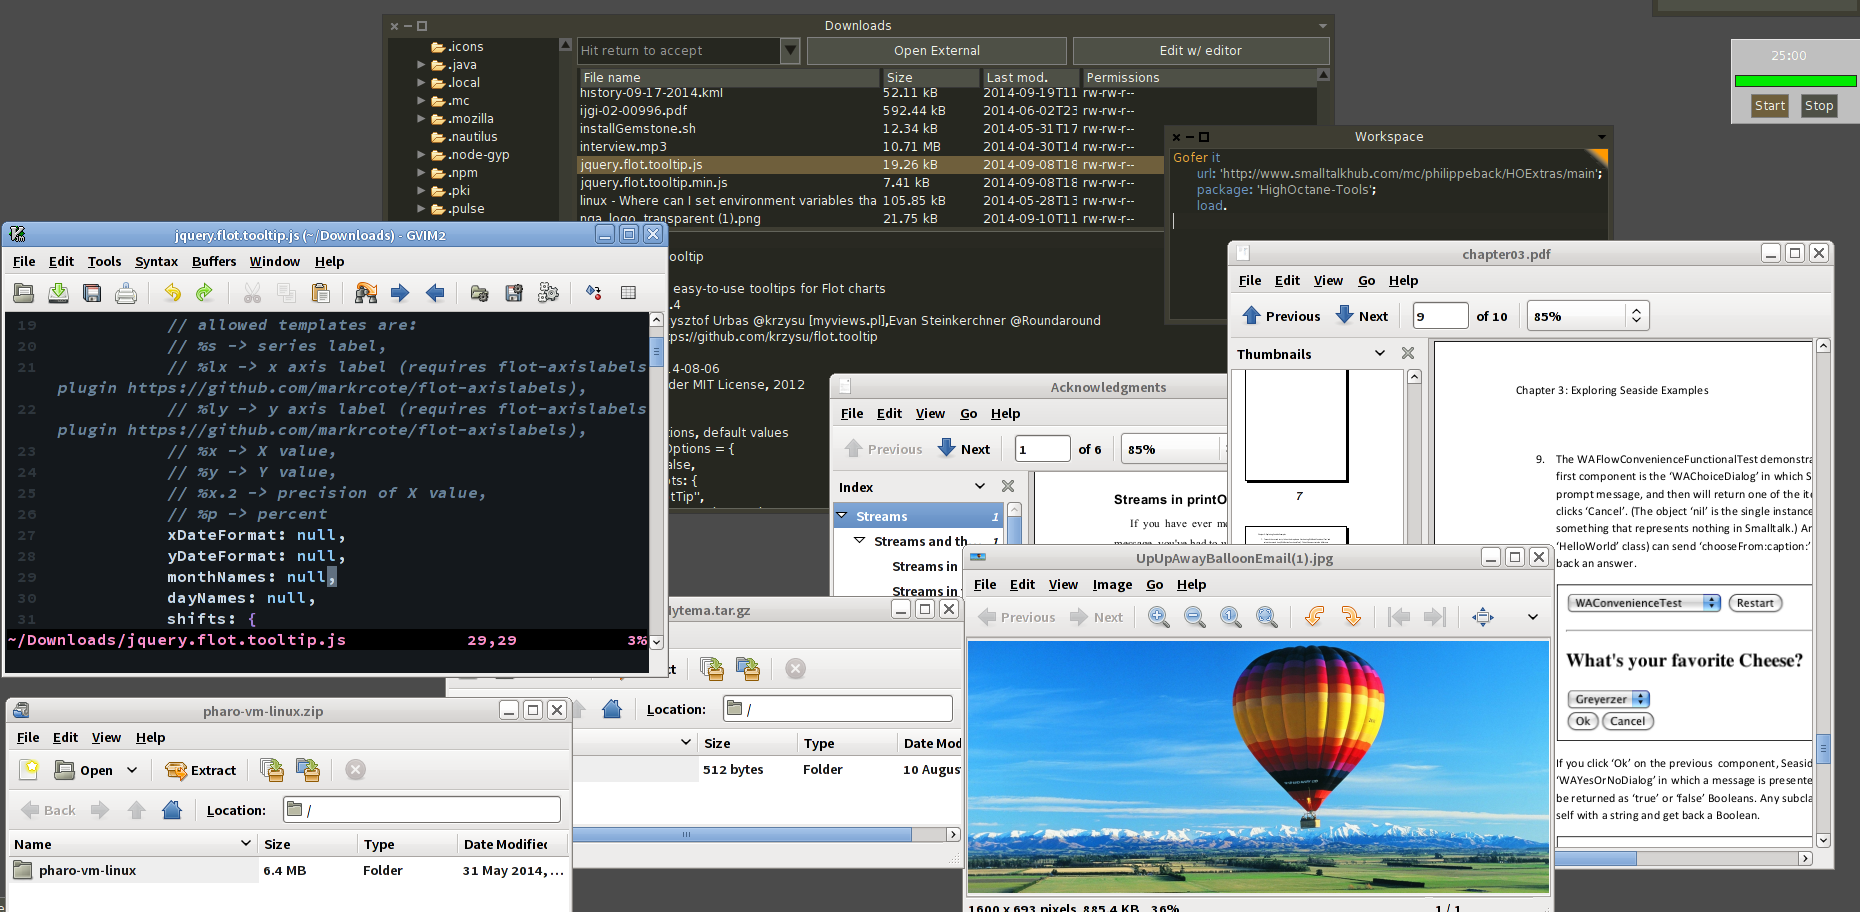 Downloads
.icons
.java
.local
.mc
.mozilla
.nautilus
.node-gyp
.npm
.pki
.pulse
Hit return to accept
Open External
Edit w/ editor
File name Size Last mod. Permissions
history-09-17-2014.kml 52.11 kB 2014-09-19T11 rw-rw-r--
ijgi-02-00996.pdf 592.44 kB 2014-06-02T23 rw-rw-r--
installGemstone.sh 12.34 kB 2014-05-31T17 rw-rw-r--
interview.mp3 10.71 MB 2014-04-30T14 rw-rw-r--
jquery.flot.tooltip.js 19.26 kB 2014-09-08T18 rw-rw-r--
jquery.flot.tooltip.min.js 7.41 kB 2014-09-08T18 rw-rw-r--
linux - Where can I set environment variables tha 105.85 kB 2014-05-28T13 rw-rw-r--
nga_logo_transparent (1).png 21.75 kB 2014-09-10T11 rw-rw-r--
ooltip
easy-to-use tooltips for Flot charts
.4
ysztof Urbas @krzysu [myviews.pl],Evan Steinkerchner @Roundaround
ps://github.com/krzysu/flot.tooltip
4-08-06
der MIT License, 2012
tions, default values
Options = {
alse,
ts: {
tTip",
25:00
Start Stop
Workspace
Gofer it
url: 'http://www.smalltalkhub.com/mc/philippeback/HOExtras/main';
package: 'HighOctane-Tools';
load.
jquery.flot.tooltip.js (~/Downloads) - GVIM2
File Edit Tools Syntax Buffers Window Help
19 // allowed templates are:
20 // %s -> series label,
21 // %lx -> x axis label (requires flot-axislabels
plugin https://github.com/markrcote/flot-axislabels),
22 // %ly -> y axis label (requires flot-axislabels
plugin https://github.com/markrcote/flot-axislabels),
23 // %x -> X value,
24 // %y -> Y value,
25 // %x.2 -> precision of X value,
26 // %p -> percent
27 xDateFormat: null,
28 yDateFormat: null,
29 monthNames: null,
30 dayNames: null,
31 shifts: {
~/Downloads/jquery.flot.tooltip.js 29,29 3%
chapter03.pdf
File Edit View Go Help
Previous Next 9 of 10 85%
Thumbnails
7
Chapter 3: Exploring Seaside Examples
9. The WAFlowConvenienceFunctionalTest demonstra
first component is the ‘WAChoiceDialog’ in which S
prompt message, and then will return one of the ite
clicks ‘Cancel’. (The object ‘nil’ is the single instance
something that represents nothing in Smalltalk.) An
‘HelloWorld’ class) can send ‘chooseFrom:caption:’
back an answer.
WAConvenienceTest Restart
What's your favorite Cheese?
Greyerzer
Ok Cancel
If you click ‘Ok’ on the previous component, Seasid
‘WAYesOrNoDialog’ in which a message is presente
be returned as ‘true’ or ‘false’ Booleans. Any subcla
self with a string and get back a Boolean.
Acknowledgments
File Edit View Go Help
Previous Next 1 of 6 85%
Index
Streams 1
Streams and th... 1
Streams in
Streams in
Streams in printO
If you have ever m
UpUpAwayBalloonEmail(1).jpg
File Edit View Image Go Help
Previous Next
1600 x 693 pixels 885.4 KB 36% 1 / 1
lytema.tar.gz
Location: /
Size Type Date Mod
512 bytes Folder 10 Augus
pharo-vm-linux.zip
File Edit View Help
Open Extract
Back Location: /
Name Size Type Date Modified
pharo-vm-linux 6.4 MB Folder 31 May 2014, ...